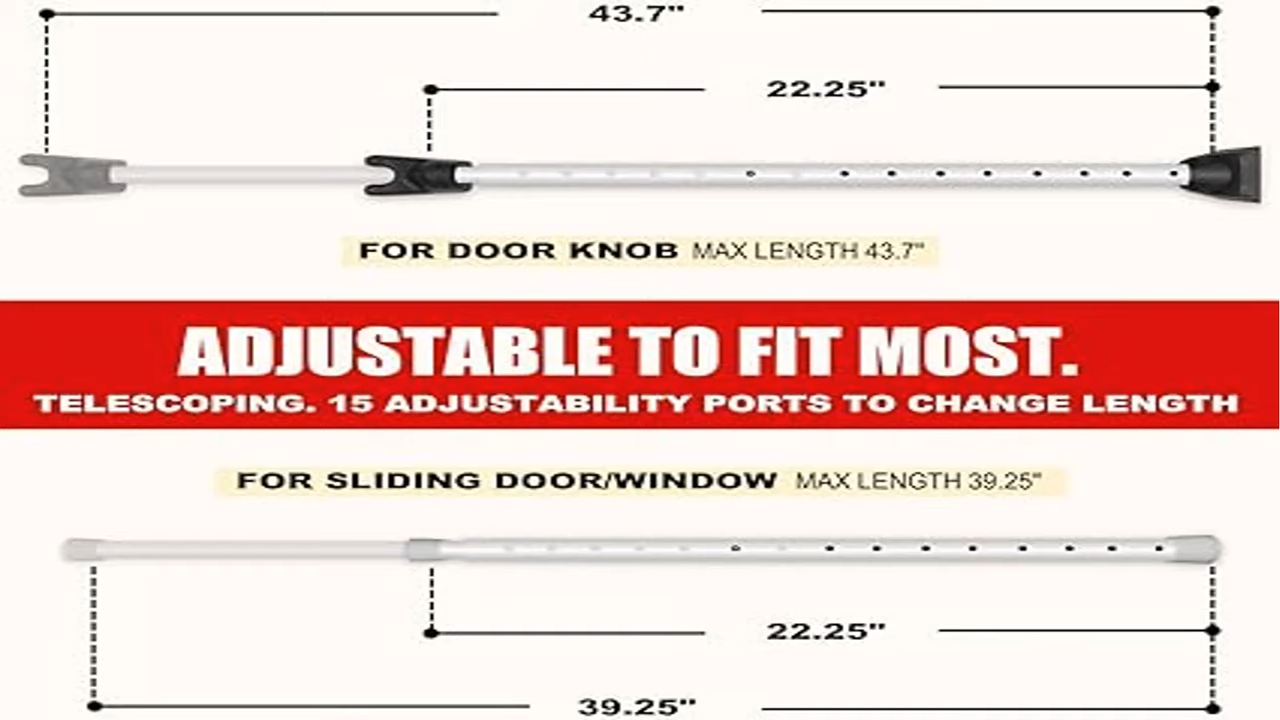 43.7"
22.25"
FOR DOOR KNOB MAX LENGTH 43.7"
ADJUSTABLE TO FIT MOST.
TELESCOPING. 15 ADJUSTABILITY PORTS TO CHANGE LENGTH
FOR SLIDING DOOR/WINDOW MAX LENGTH 39.25"
22.25"
39.25"